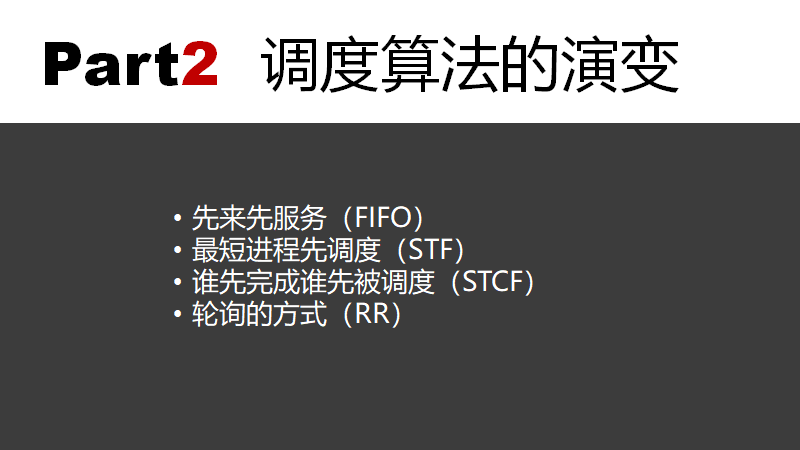 Part2 调度算法的演变
• 先来先服务（FIFO）
• 最短进程先调度（STF）
• 谁先完成谁先被调度（STCF）
• 轮询的方式（RR）